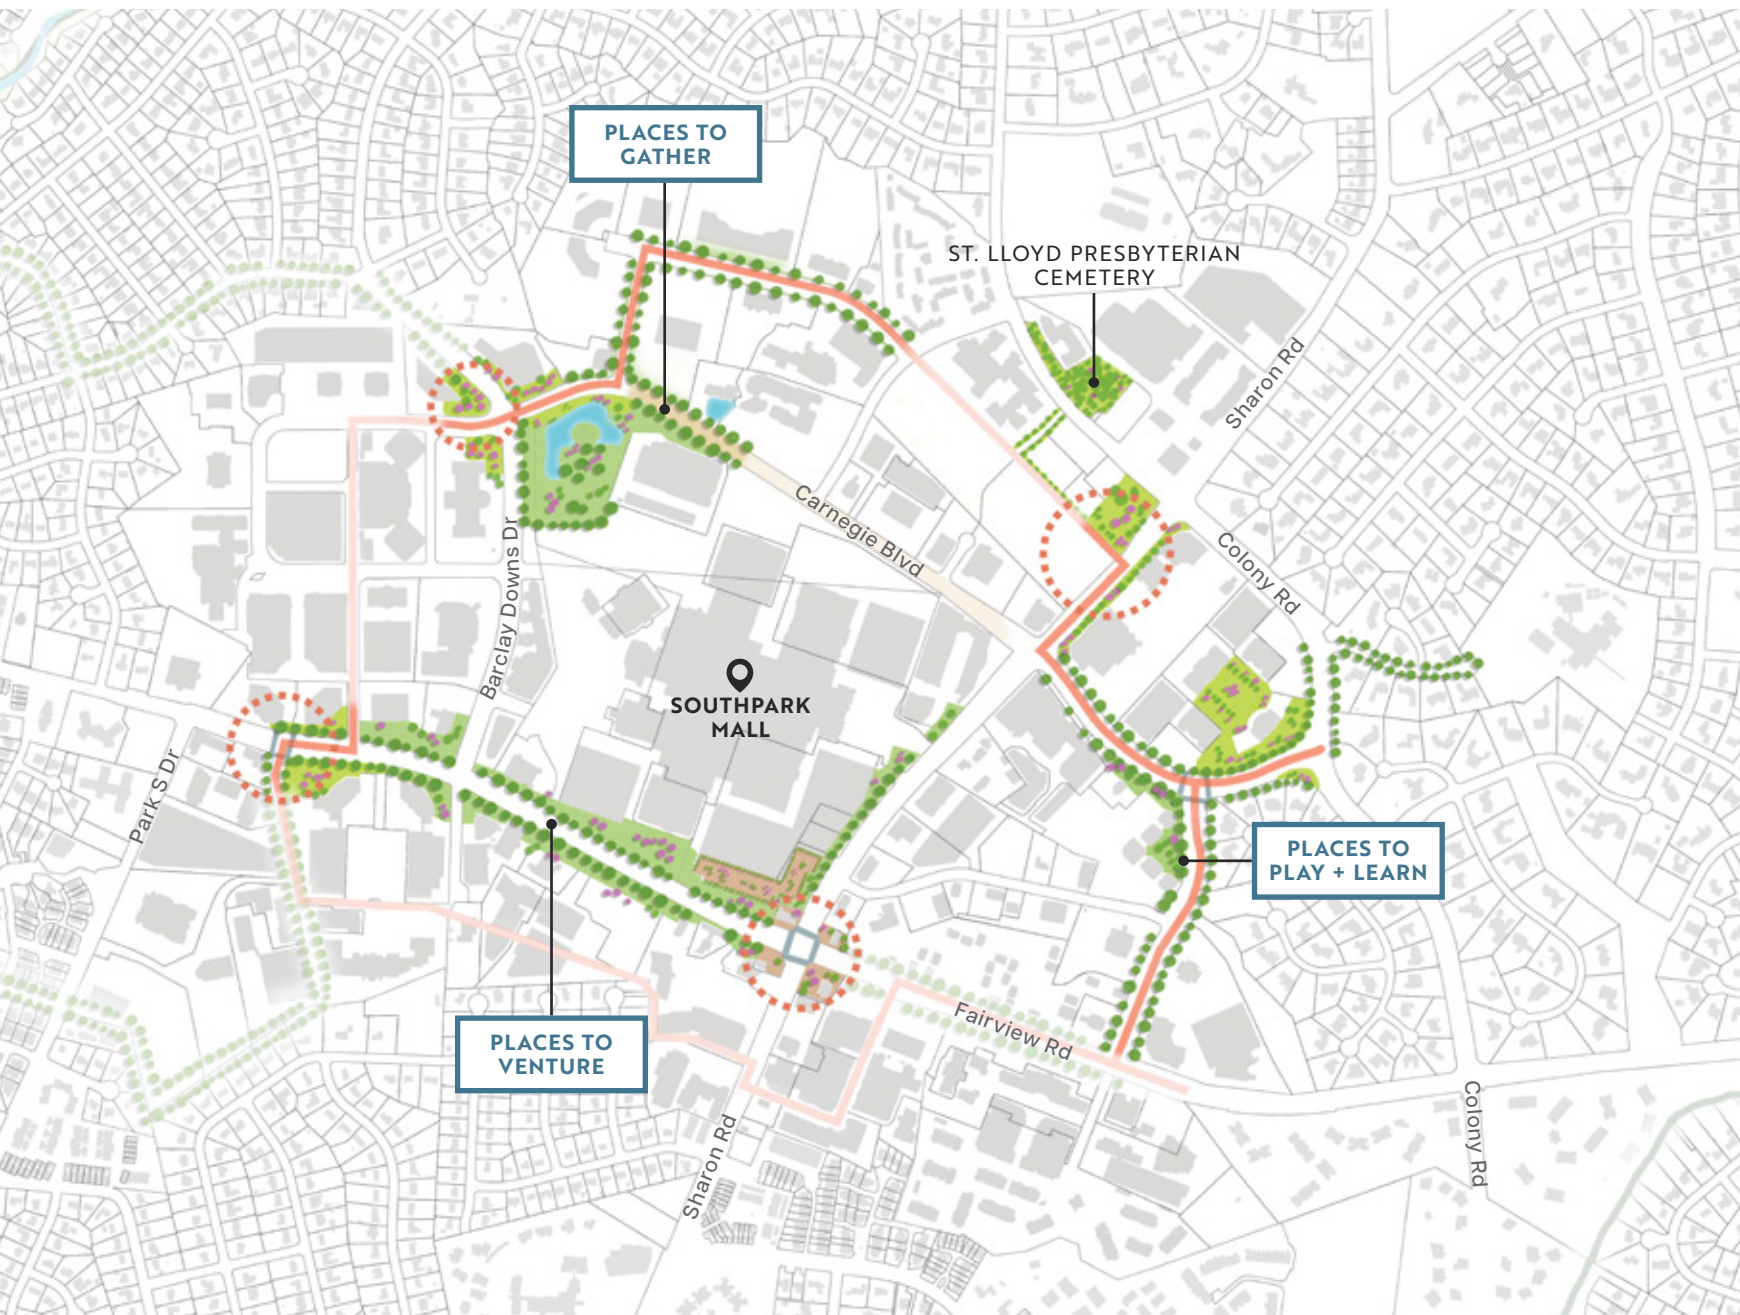 PLACES TO
GATHER
ST. LLOYD PRESBYTERIAN
CEMETERY
Sharon Rd
Carnegie Blvd
Colony Rd
Barclay Downs Dr
SOUTHPARK
MALL
Park S Dr
PLACES TO
PLAY + LEARN
Fairview Rd
PLACES TO
VENTURE
Sharon Rd
Colony Rd